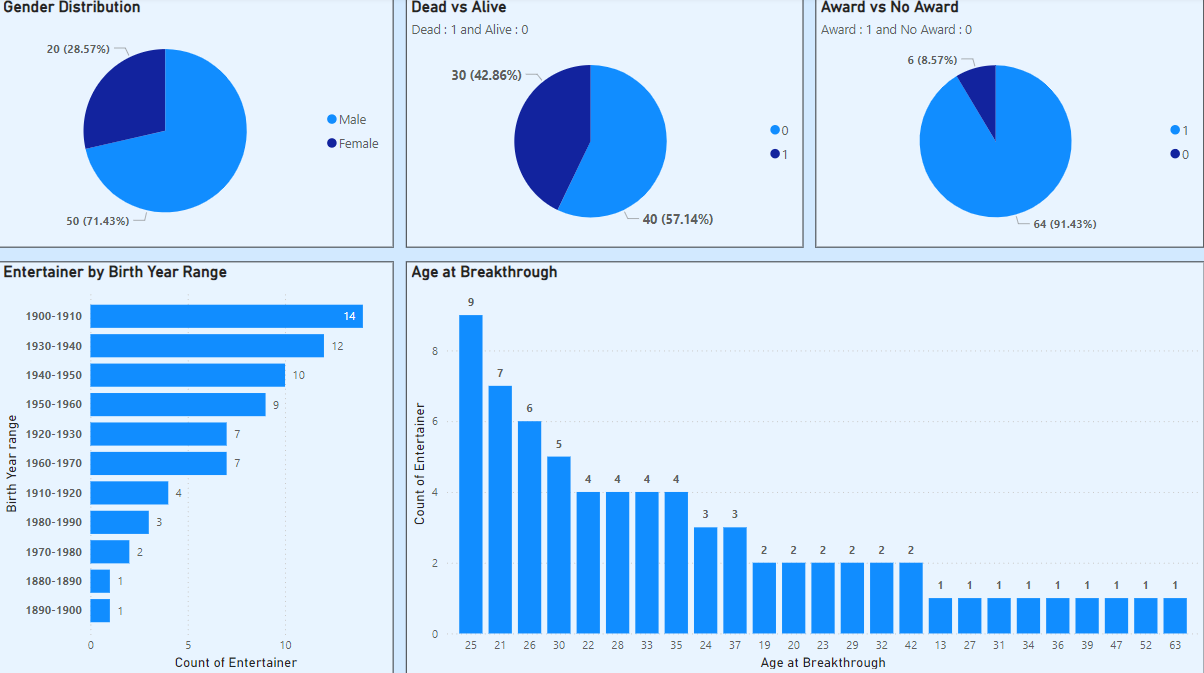 Gender Distribution
20 (28.57%)
50 (71.43%)
Male
Female
Dead vs Alive
Dead : 1 and Alive : 0
30 (42.86%)
40 (57.14%)
0
1
Award vs No Award
Award : 1 and No Award : 0
6 (8.57%)
64 (91.43%)
1
0
Entertainer by Birth Year Range
Birth Year range
1900-1910 14
1930-1940 12
1940-1950 10
1950-1960 9
1920-1930 7
1960-1970 7
1910-1920 4
1980-1990 3
1970-1980 2
1880-1890 1
1890-1900 1
0 5 10
Count of Entertainer
Age at Breakthrough
Count of Entertainer
8
6
4
2
0
9 7 6 5 4 4 4 4 3 3 2 2 2 2 2 2 1 1 1 1 1 1 1 1 1
25 21 26 30 22 28 33 35 24 37 19 20 23 29 32 42 13 27 31 34 36 39 47 52 63
Age at Breakthrough